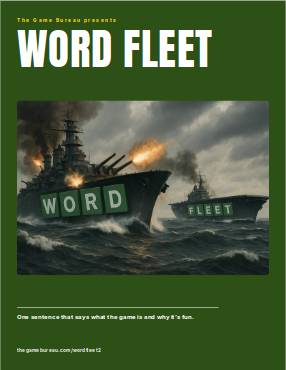 The Game Bureau presents
WORD FLEET
WORD
FLEET
One sentence that says what the game is and why it's fun.
thegamebureau.com/wordfleet2